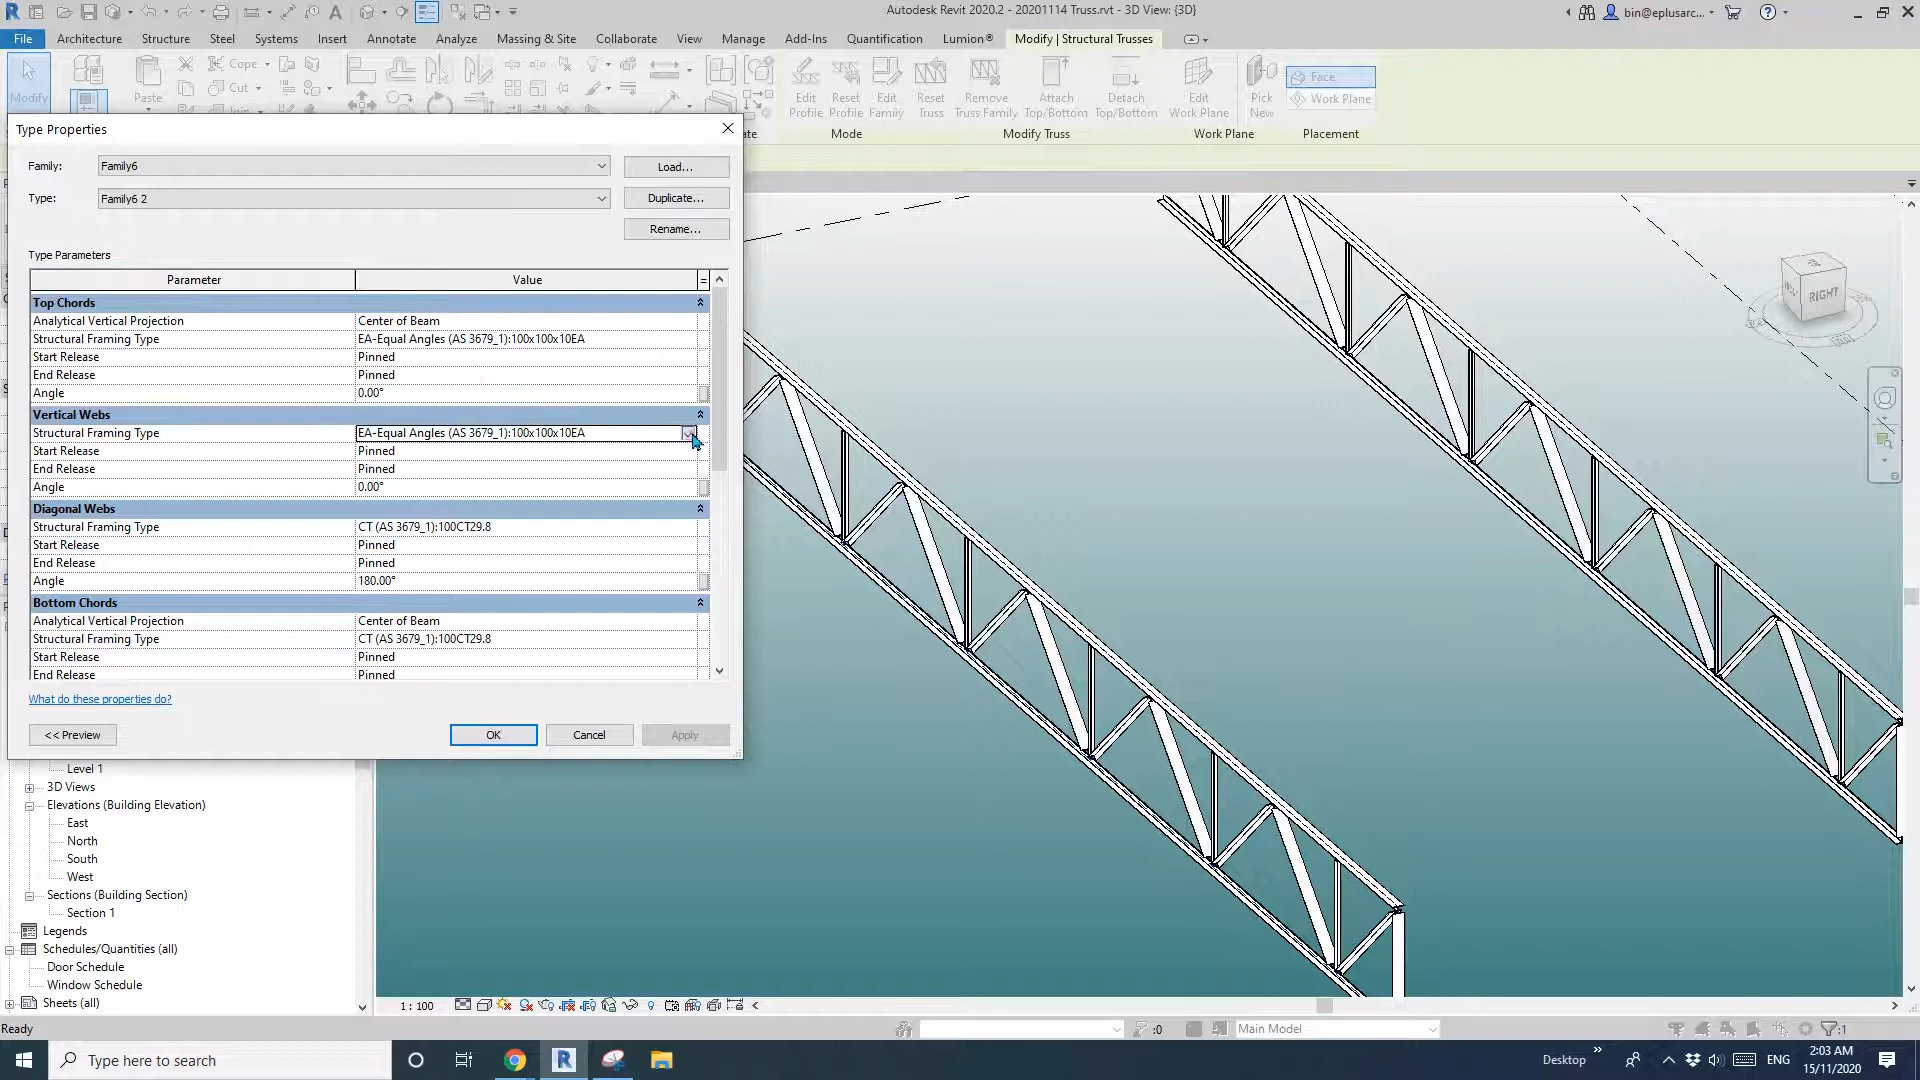 Autodesk Revit 2020.2 - 20201114 Truss.rvt - 3D View: {3D}
bin@eplusarc...
File Architecture Structure Steel Systems Insert Annotate Analyze Massing & Site Collaborate View Manage Add-Ins Quantification Lumion® Modify | Structural Trusses
Modify
Paste
Cope
Cut
Edit Profile
Reset Profile
Edit Family
Reset Truss
Remove Truss Family
Attach Top/Bottom
Detach Top/Bottom
Edit Work Plane
Pick New
Face
Work Plane
Mode Modify Truss Work Plane Placement
Type Properties
Family: Family6 Load...
Type: Family6 2 Duplicate...
Rename...
Type Parameters
Parameter Value =
Top Chords
Analytical Vertical Projection Center of Beam
Structural Framing Type EA-Equal Angles (AS 3679_1):100x100x10EA
Start Release Pinned
End Release Pinned
Angle 0.00°
Vertical Webs
Structural Framing Type EA-Equal Angles (AS 3679_1):100x100x10EA
Start Release Pinned
End Release Pinned
Angle 0.00°
Diagonal Webs
Structural Framing Type CT (AS 3679_1):100CT29.8
Start Release Pinned
End Release Pinned
Angle 180.00°
Bottom Chords
Analytical Vertical Projection Center of Beam
Structural Framing Type CT (AS 3679_1):100CT29.8
Start Release Pinned
End Release Pinned
What do these properties do?
<< Preview OK Cancel Apply
RIGHT
Level 1
3D Views
Elevations (Building Elevation)
East
North
South
West
Sections (Building Section)
Section 1
Legends
Schedules/Quantities (all)
Door Schedule
Window Schedule
Sheets (all)
1 : 100
Ready
:0
Main Model
:1
Type here to search
Desktop
ENG
2:03 AM
15/11/2020